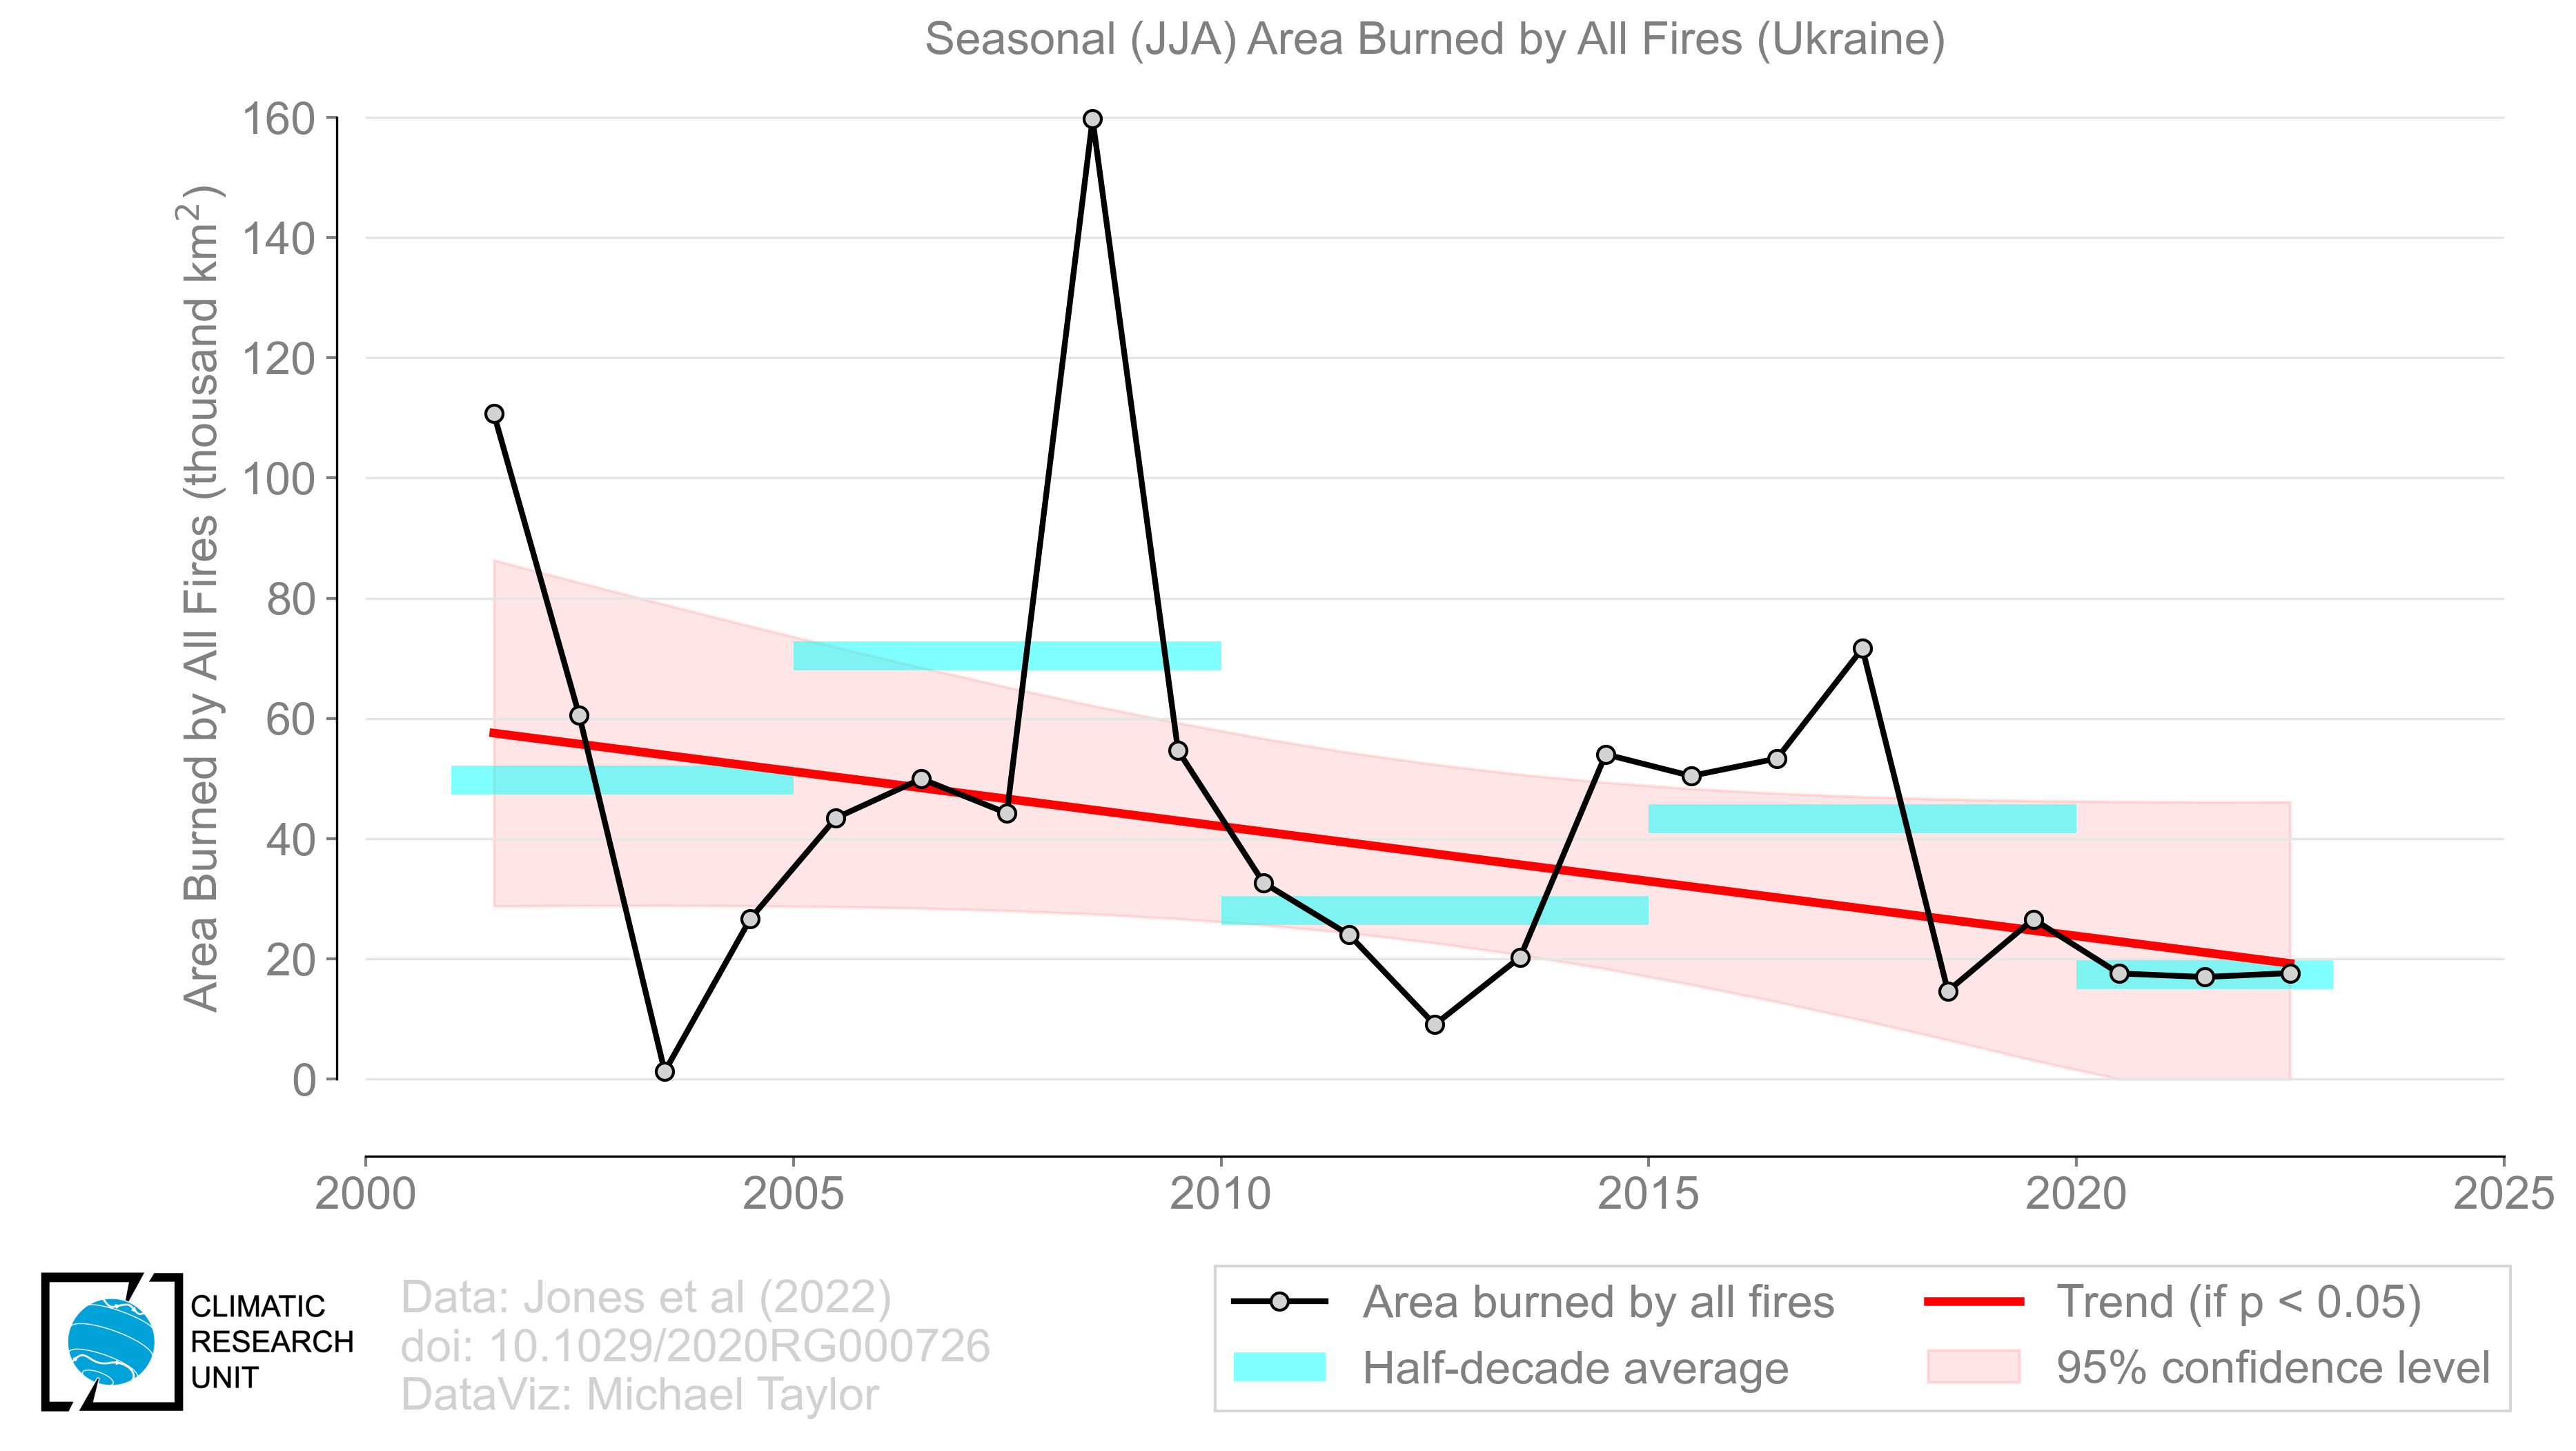 Seasonal (JJA) Area Burned by All Fires (Ukraine)
Area Burned by All Fires (thousand km²)
160
140
120
100
80
60
40
20
0
2000 2005 2010 2015 2020 2025
CLIMATIC
RESEARCH
UNIT
Data: Jones et al (2022)
doi: 10.1029/2020RG000726
DataViz: Michael Taylor
Area burned by all fires
Half-decade average
Trend (if p < 0.05)
95% confidence level